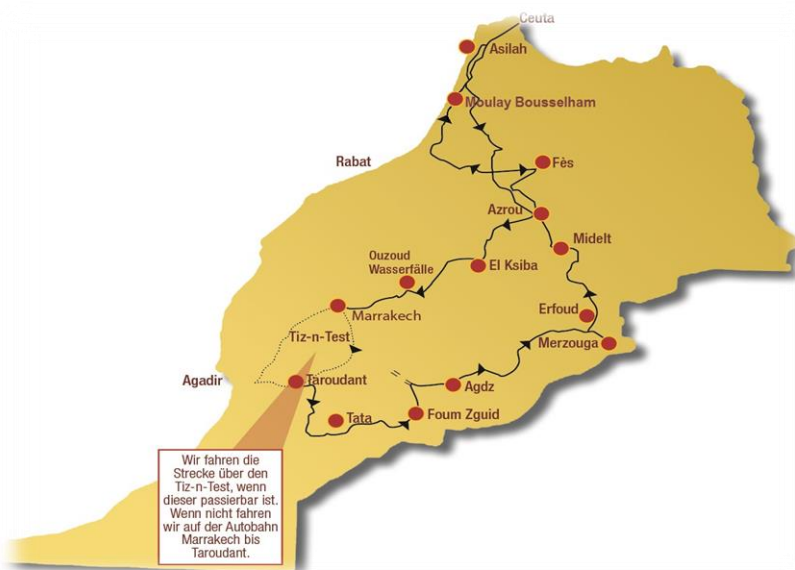 Ceuta
Asilah
Moulay Bousselham
Rabat
Fès
Azrou
Midelt
Ouzoud
Wasserfälle
El Ksiba
Marrakech
Erfoud
Tiz-n-Test
Merzouga
Agadir
Taroudant
Agdz
Tata
Foum Zguid
Wir fahren die
Strecke über den
Tiz-n-Test, wenn
dieser passierbar ist.
Wenn nicht fahren
wir auf der Autobahn
Marrakech bis
Taroudant.